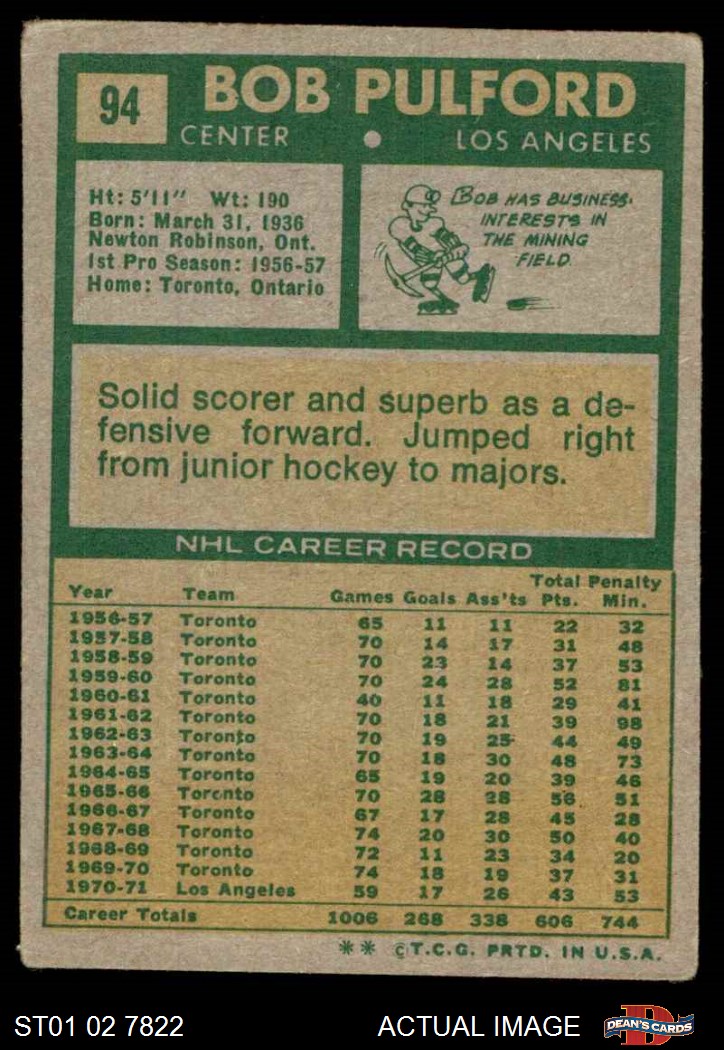 94
BOB PULFORD
CENTER • LOS ANGELES
Ht: 5'11" Wt: 190
Born: March 31, 1936
Newton Robinson, Ont.
1st Pro Season: 1956-57
Home: Toronto, Ontario
BOB HAS BUSINESS
INTERESTS IN
THE MINING
FIELD.
Solid scorer and superb as a de-
fensive forward. Jumped right
from junior hockey to majors.
NHL CAREER RECORD
Year Team Games Goals Ass'ts Total Pts. Penalty Min.
1956-57 Toronto 65 11 11 22 32
1957-58 Toronto 70 14 17 31 48
1958-59 Toronto 70 23 14 37 53
1959-60 Toronto 70 24 28 52 81
1960-61 Toronto 40 11 18 29 41
1961-62 Toronto 70 18 21 39 98
1962-63 Toronto 70 19 25 44 49
1963-64 Toronto 70 18 30 48 73
1964-65 Toronto 65 19 20 39 46
1965-66 Toronto 70 28 28 56 51
1966-67 Toronto 67 17 28 45 28
1967-68 Toronto 74 20 30 50 40
1968-69 Toronto 72 11 23 34 20
1969-70 Toronto 74 18 19 37 31
1970-71 Los Angeles 59 17 26 43 53
Career Totals 1006 268 338 606 744
** ©T.C.G. PRTD. IN U.S.A.
ST01 02 7822
ACTUAL IMAGE
D
DEAN'S CARDS